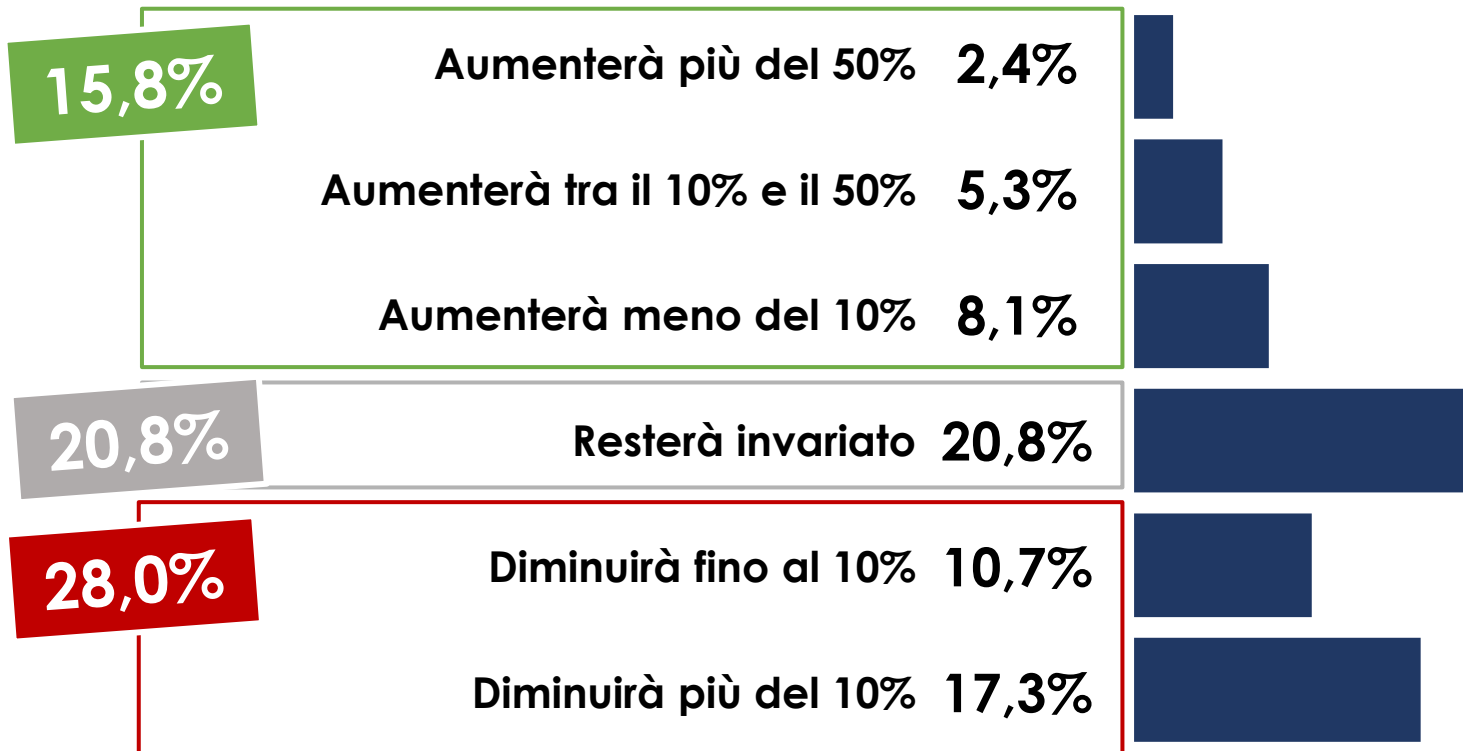 15,8%
Aumenterà più del 50% 2,4%
Aumenterà tra il 10% e il 50% 5,3%
Aumenterà meno del 10% 8,1%
20,8%
Resterà invariato 20,8%
28,0%
Diminuirà fino al 10% 10,7%
Diminuirà più del 10% 17,3%